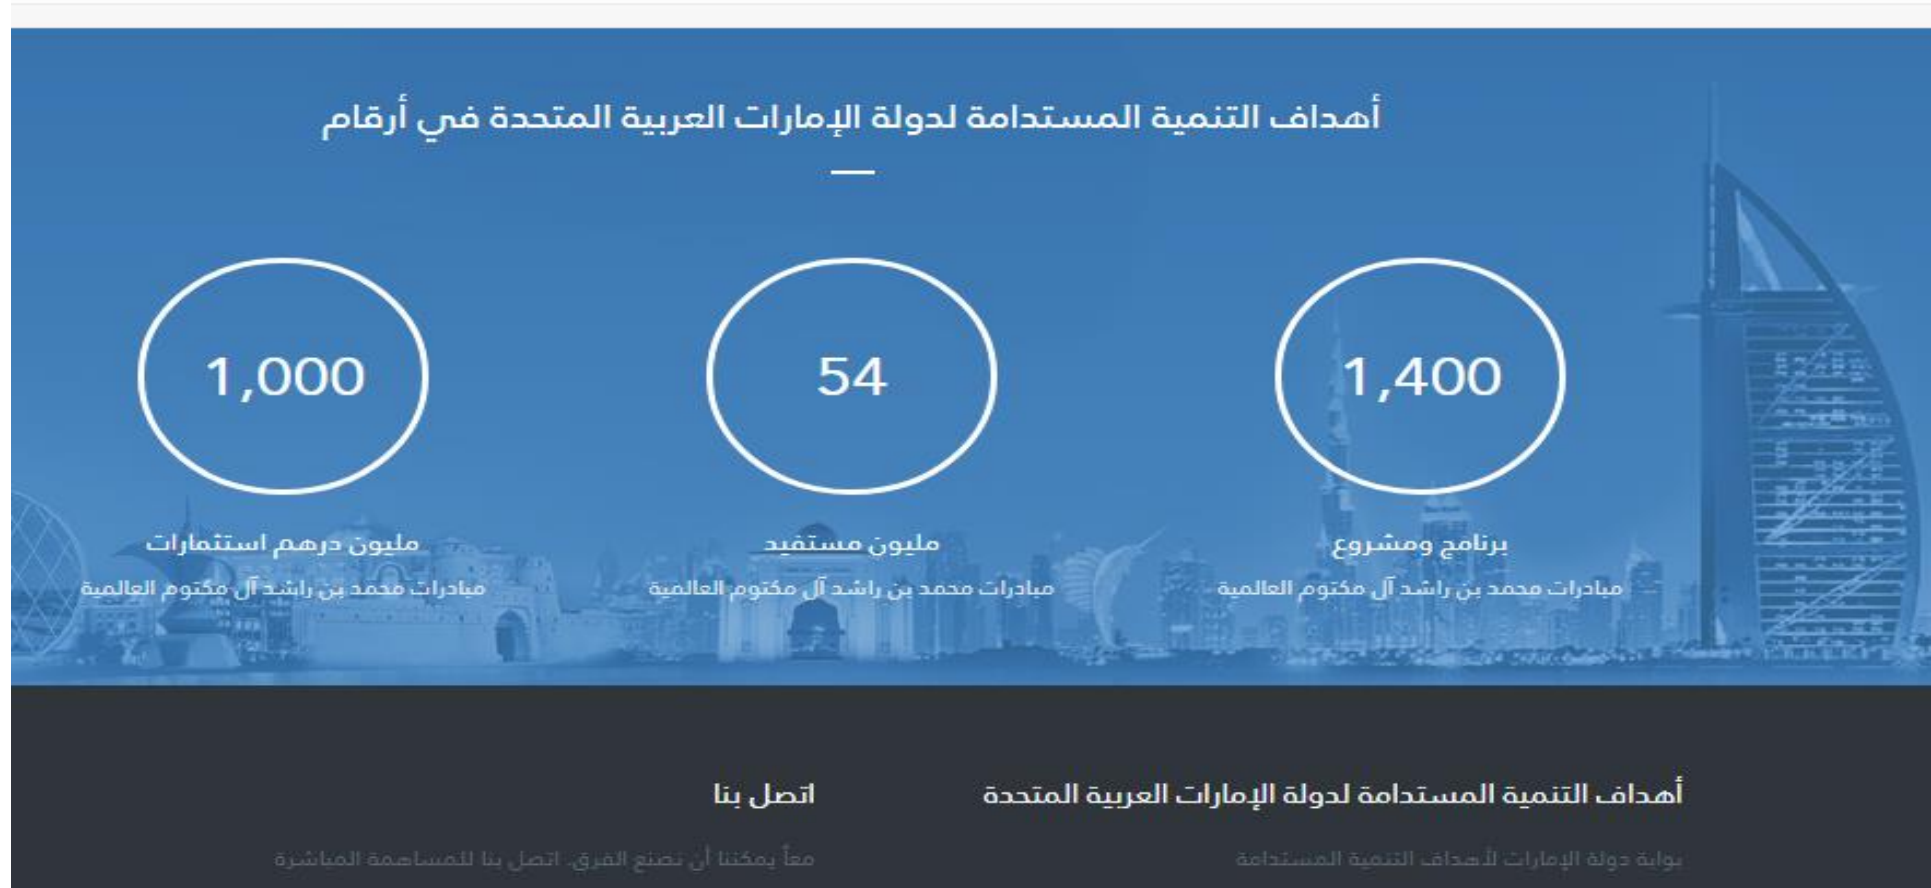 أهداف التنمية المستدامة لدولة الإمارات العربية المتحدة في أرقام
1,400
برنامج ومشروع
مبادرات محمد بن راشد آل مكتوم العالمية
54
مليون مستفيد
مبادرات محمد بن راشد آل مكتوم العالمية
1,000
مليون درهم استثمارات
مبادرات محمد بن راشد آل مكتوم العالمية
أهداف التنمية المستدامة لدولة الإمارات العربية المتحدة
بوابة دولة الإمارات لأهداف التنمية المستدامة
اتصل بنا
معاً يمكننا أن نصنع الفرق. اتصل بنا للمساهمة المباشرة